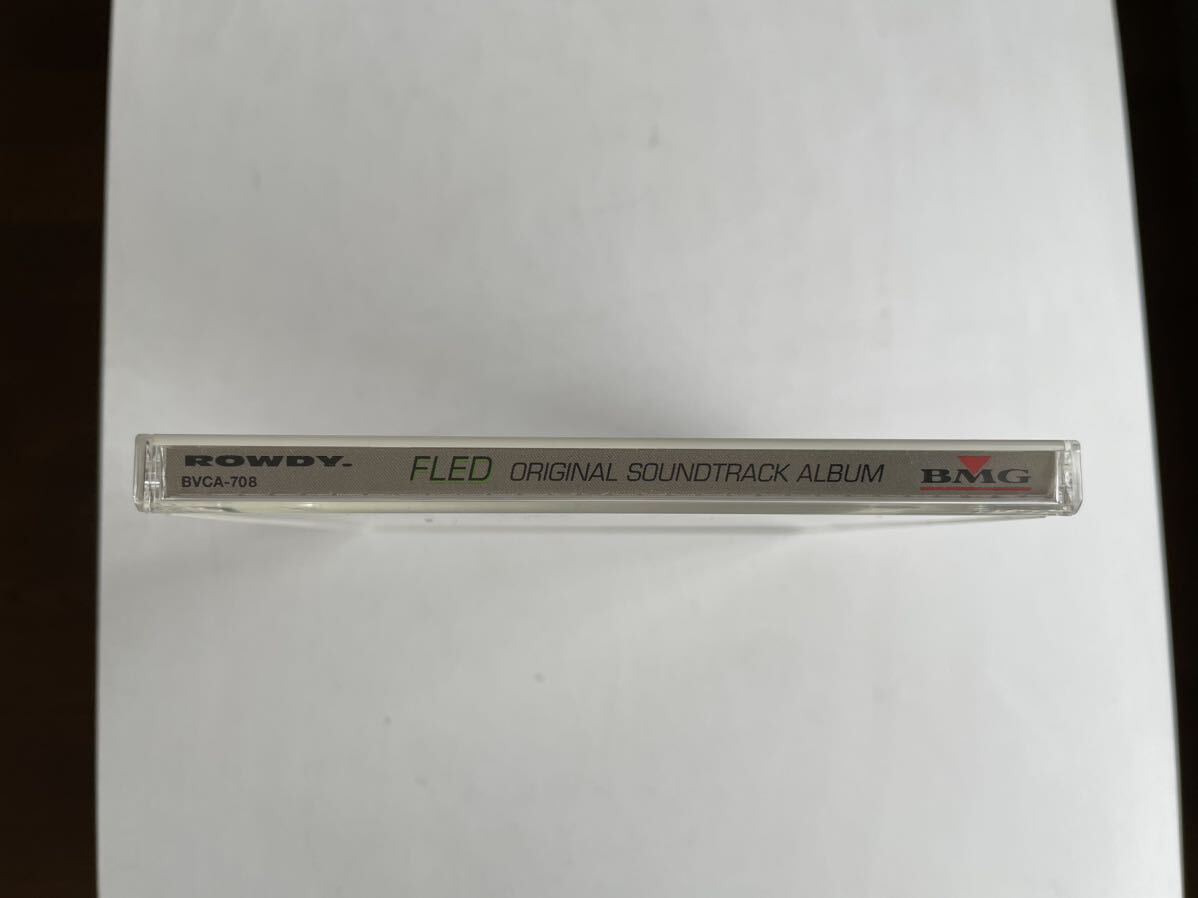 ROWDY.
BVCA-708
FLED ORIGINAL SOUNDTRACK ALBUM
BMG